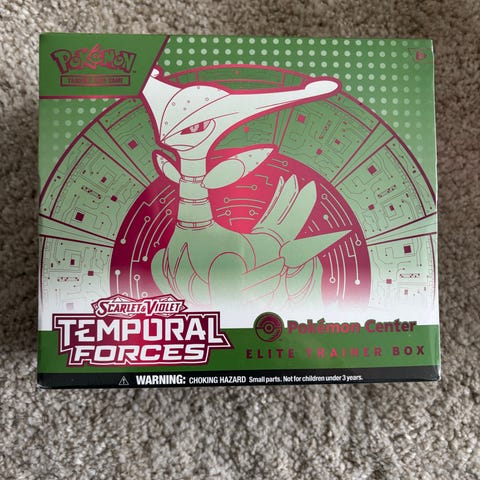 POKÉMON
TRADING CARD GAME
SCARLET & VIOLET
TEMPORAL
FORCES
Pokémon Center
ELITE TRAINER BOX
WARNING: CHOKING HAZARD Small parts. Not for children under 3 years.